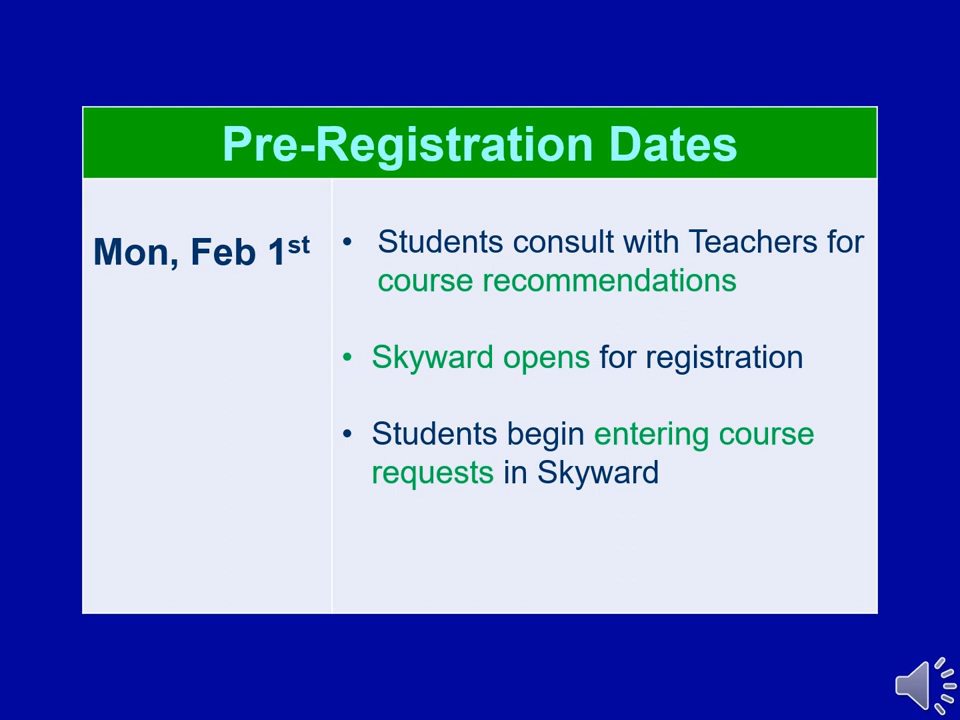 Pre-Registration Dates
Mon, Feb 1st
• Students consult with Teachers for
course recommendations
• Skyward opens for registration
• Students begin entering course
requests in Skyward